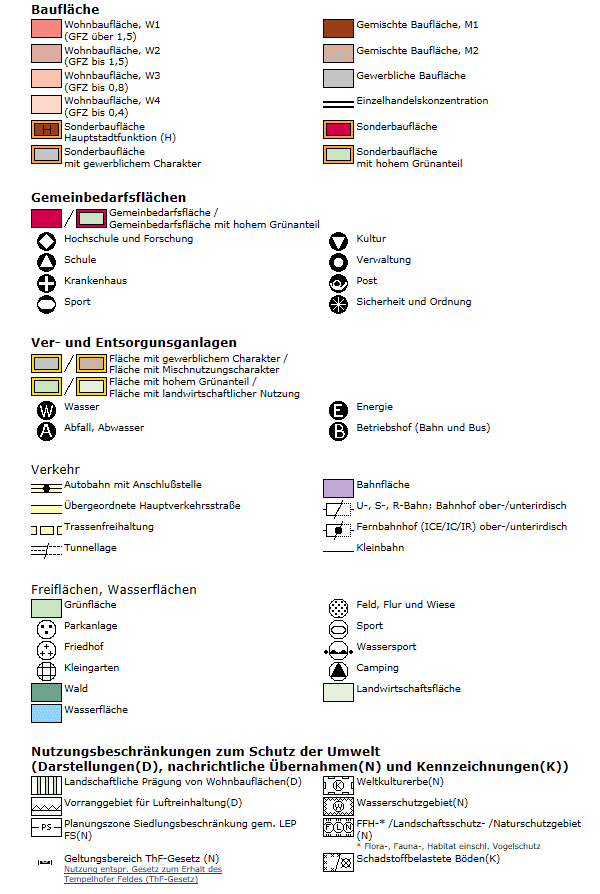 Baufläche
Wohnbaufläche, W1
(GFZ über 1,5)
Gemischte Baufläche, M1
Wohnbaufläche, W2
(GFZ bis 1,5)
Gemischte Baufläche, M2
Wohnbaufläche, W3
(GFZ bis 0,8)
Gewerbliche Baufläche
Wohnbaufläche, W4
(GFZ bis 0,4)
Einzelhandelskonzentration
H
Sonderbaufläche
Hauptstadtfunktion (H)
Sonderbaufläche
Sonderbaufläche
mit gewerblichem Charakter
Sonderbaufläche
mit hohem Grünanteil
Gemeinbedarfsflächen
/
Gemeinbedarfsfläche /
Gemeinbedarfsfläche mit hohem Grünanteil
Hochschule und Forschung
Kultur
Schule
Verwaltung
Krankenhaus
Post
Sport
Sicherheit und Ordnung
Ver- und Entsorgunsanlagen
/
Fläche mit gewerblichem Charakter /
Fläche mit Mischnutzungscharakter
/
Fläche mit hohem Grünanteil /
Fläche mit landwirtschaftlicher Nutzung
W Wasser
E Energie
A Abfall, Abwasser
B Betriebshof (Bahn und Bus)
Verkehr
Autobahn mit Anschlußstelle
Bahnfläche
Übergeordnete Hauptverkehrsstraße
U-, S-, R-Bahn; Bahnhof ober-/unterirdisch
Trassenfreihaltung
Fernbahnhof (ICE/IC/IR) ober-/unterirdisch
Tunnellage
Kleinbahn
Freiflächen, Wasserflächen
Grünfläche
Feld, Flur und Wiese
Parkanlage
Sport
Friedhof
Wassersport
Kleingarten
Camping
Wald
Landwirtschaftsfläche
Wasserfläche
Nutzungsbeschränkungen zum Schutz der Umwelt
(Darstellungen(D), nachrichtliche Übernahmen(N) und Kennzeichnungen(K))
Landschaftliche Prägung von Wohnbauflächen(D)
K Weltkulturerbe(N)
Vorranggebiet für Luftreinhaltung(D)
W Wasserschutzgebiet(N)
PS Planungszone Siedlungsbeschränkung gem. LEP
FS(N)
F L N FFH-* /Landschaftsschutz- /Naturschutzgebiet
(N)
* Flora-, Fauna-, Habitat einschl. Vogelschutz
Geltungsbereich ThF-Gesetz (N)
Nutzung entspr. Gesetz zum Erhalt des
Tempelhofer Feldes (ThF-Gesetz)
Schadstoffbelastete Böden(K)